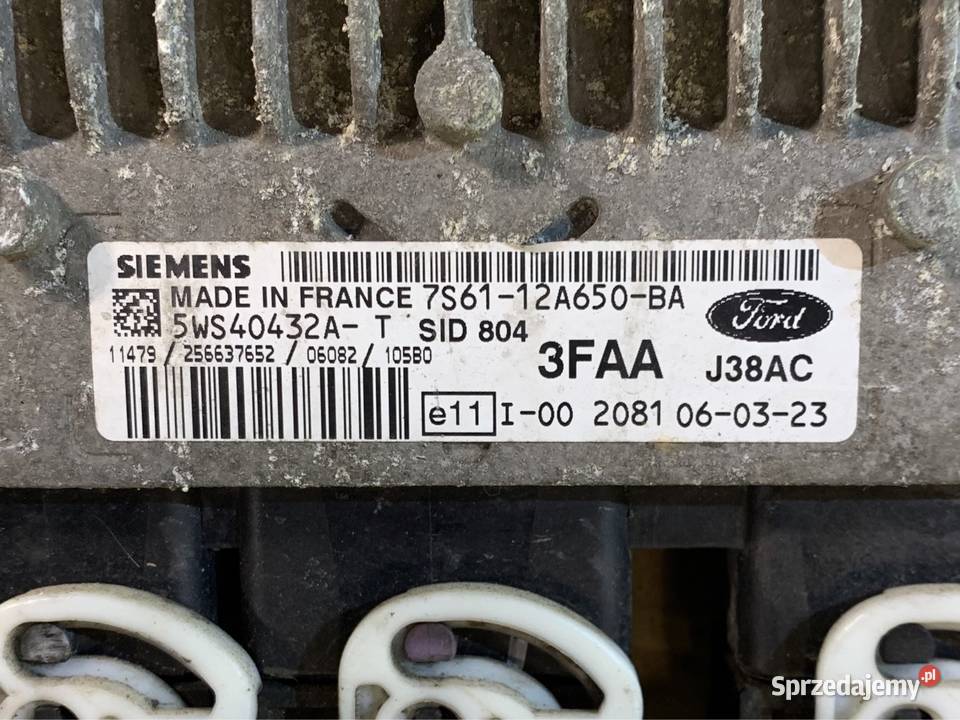 SIEMENS
MADE IN FRANCE 7S61-12A650-BA
5WS40432A- T SID 804
Ford
11479 / 256637652 / 06082 / 105B0
3FAA J38AC
e11 I-00 2081 06-03-23
Sprzedajemy.pl